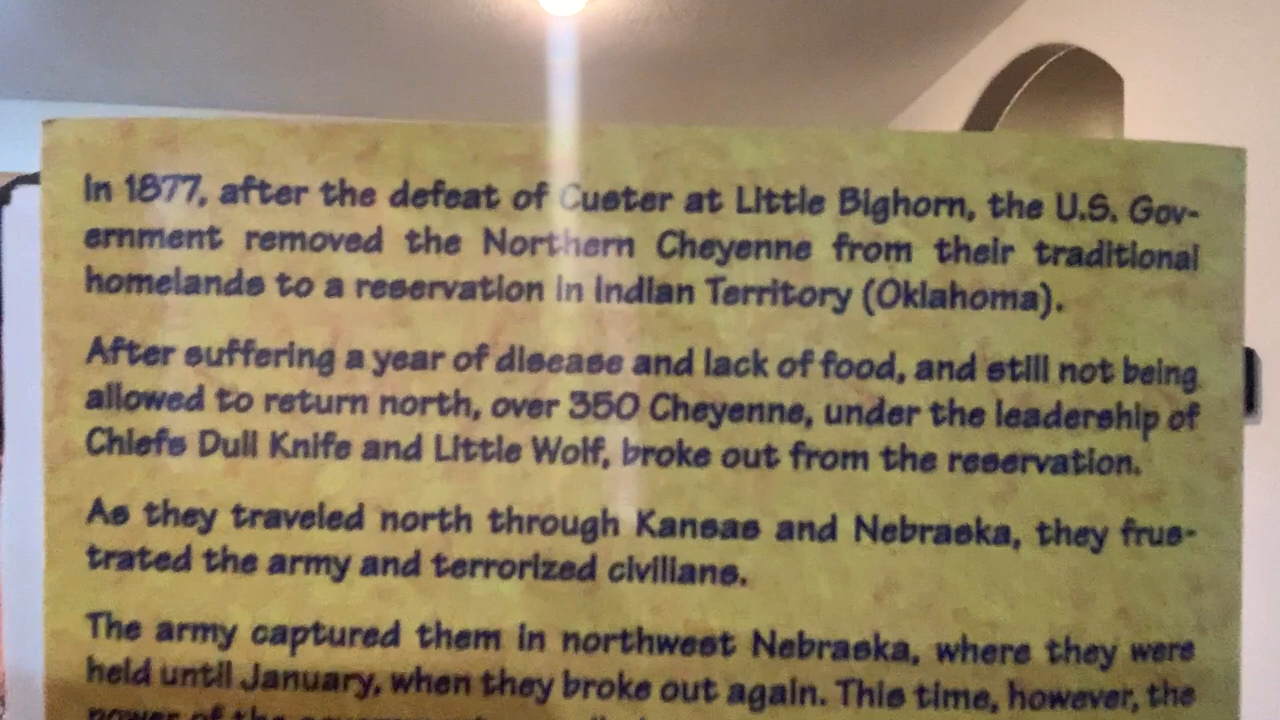 In 1877, after the defeat of Custer at Little Bighorn, the U.S. Gov-
ernment removed the Northern Cheyenne from their traditional
homelands to a reservation in Indian Territory (Oklahoma).
After suffering a year of disease and lack of food, and still not being
allowed to return north, over 350 Cheyenne, under the leadership of
Chiefs Dull Knife and Little Wolf, broke out from the reservation.
As they traveled north through Kansas and Nebraska, they frus-
trated the army and terrorized civilians.
The army captured them in northwest Nebraska, where they were
held until January, when they broke out again. This time, however, the
power of the